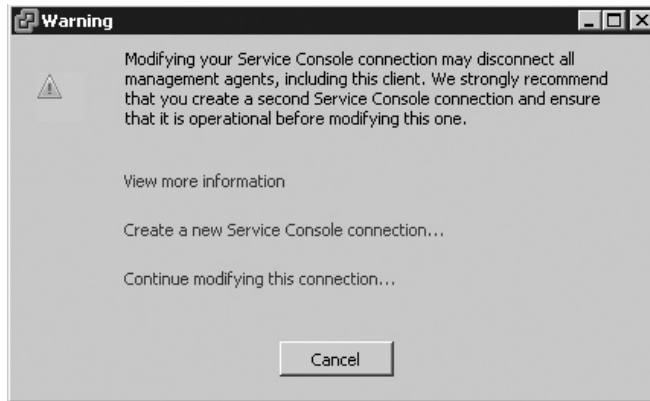 Warning
Modifying your Service Console connection may disconnect all
management agents, including this client. We strongly recommend
that you create a second Service Console connection and ensure
that it is operational before modifying this one.
View more information
Create a new Service Console connection...
Continue modifying this connection...
Cancel